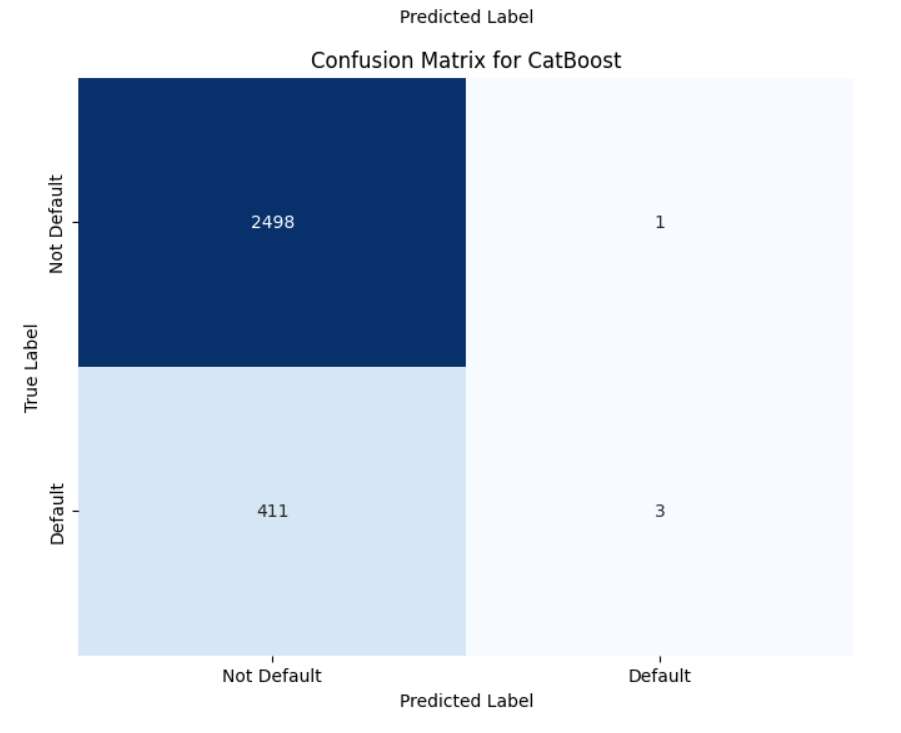 Predicted Label
Confusion Matrix for CatBoost
Not Default
2498
1
True Label
Default
411
3
Not Default
Default
Predicted Label